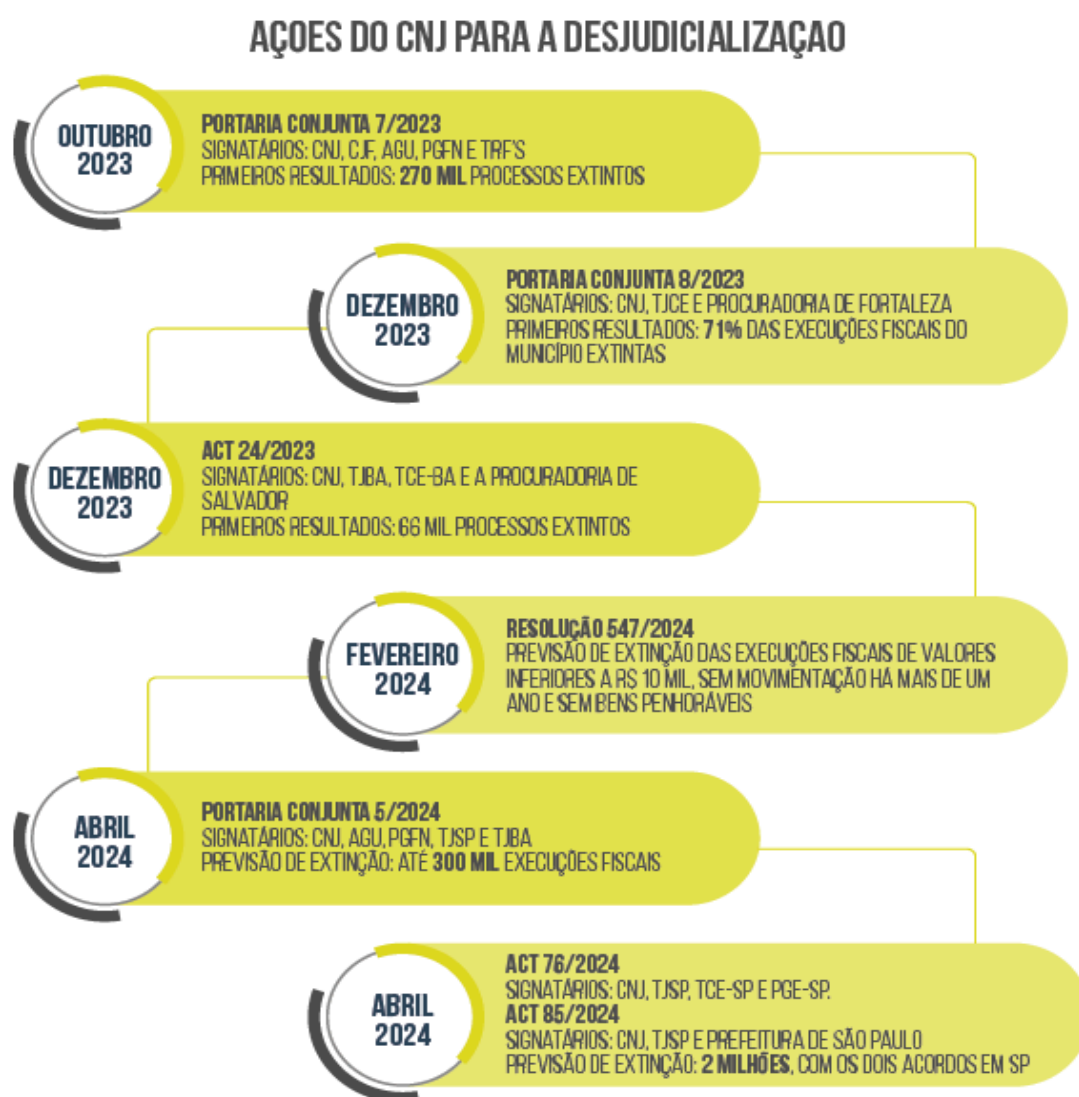 AÇOES DO CNJ PARA A DESJUDICIALIZAÇAO
OUTUBRO
2023
PORTARIA CONJUNTA 7/2023
SIGNATÁRIOS: CNJ, CJF, AGU, PGFN E TRF'S
PRIMEIROS RESULTADOS: 270 MIL PROCESSOS EXTINTOS
DEZEMBRO
2023
PORTARIA CONJUNTA 8/2023
SIGNATÁRIOS: CNJ, TJCE E PROCURADORIA DE FORTALEZA
PRIMEIROS RESULTADOS: 71% DAS EXECUÇÕES FISCAIS DO
MUNICÍPIO EXTINTAS
DEZEMBRO
2023
ACT 24/2023
SIGNATÁRIOS: CNJ, TJBA, TCE-BA E A PROCURADORIA DE
SALVADOR
PRIMEIROS RESULTADOS: 66 MIL PROCESSOS EXTINTOS
FEVEREIRO
2024
RESOLUÇÃO 547/2024
PREVISÃO DE EXTINÇÃO DAS EXECUÇÕES FISCAIS DE VALORES
INFERIORES A R$ 10 MIL, SEM MOVIMENTAÇÃO HÁ MAIS DE UM
ANO E SEM BENS PENHORÁVEIS
ABRIL
2024
PORTARIA CONJUNTA 5/2024
SIGNATÁRIOS: CNJ, AGU, PGFN, TJSP E TJBA
PREVISÃO DE EXTINÇÃO: ATÉ 300 MIL EXECUÇÕES FISCAIS
ABRIL
2024
ACT 76/2024
SIGNATÁRIOS: CNJ, TJSP, TCE-SP E PGE-SP.
ACT 85/2024
SIGNATÁRIOS: CNJ, TJSP E PREFEITURA DE SÃO PAULO
PREVISÃO DE EXTINÇÃO: 2 MILHÕES, COM OS DOIS ACORDOS EM SP